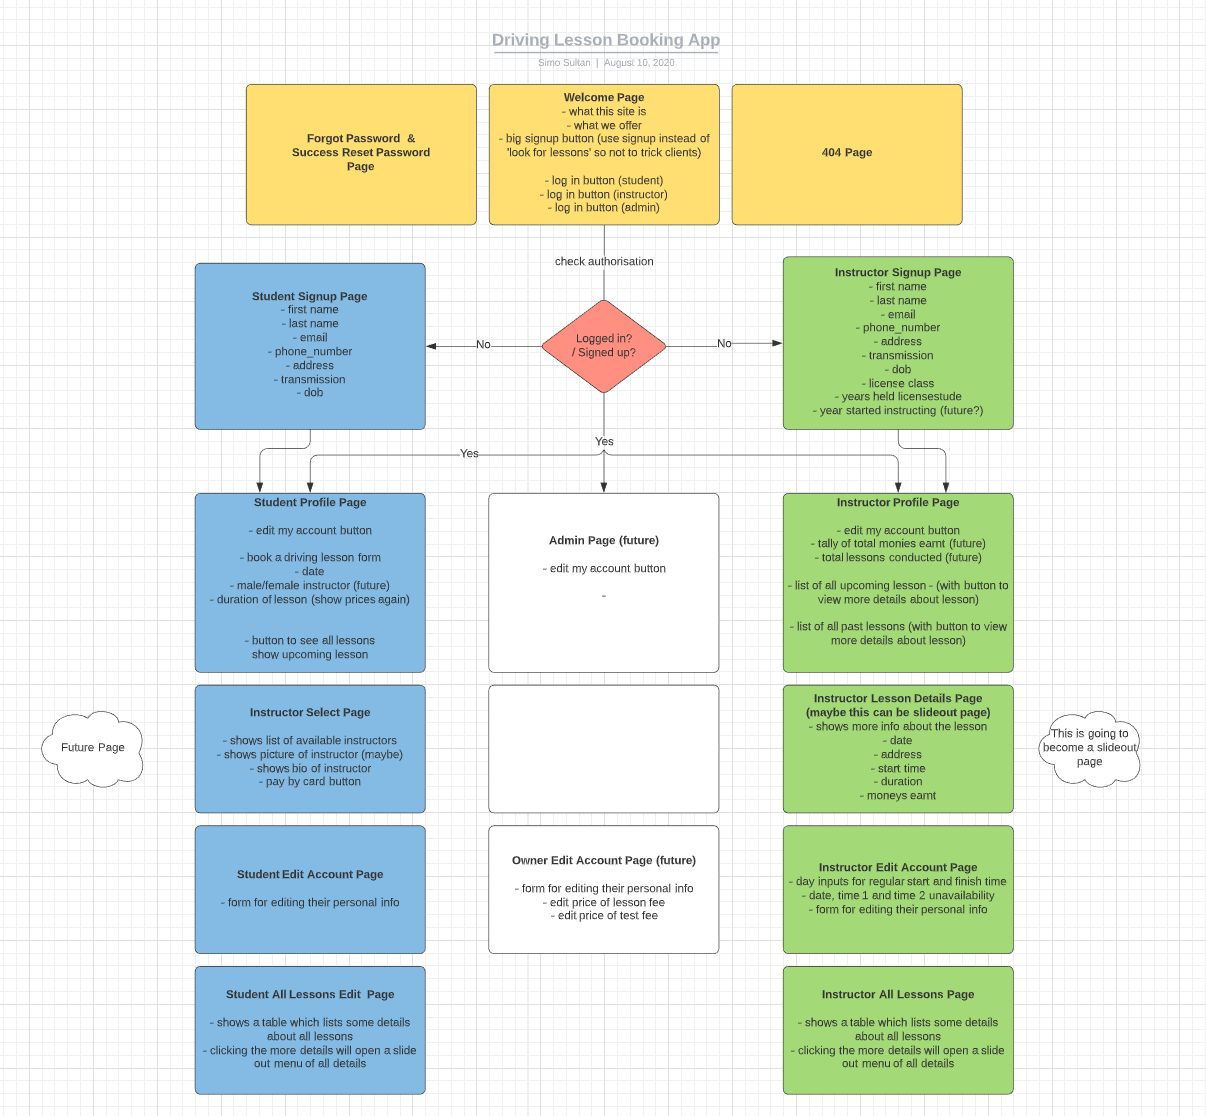 Driving Lesson Booking App
Simo Sultan | August 10, 2020
Forgot Password &
Success Reset Password
Page
Welcome Page
- what this site is
- what we offer
- big signup button (use signup instead of
'look for lessons' so not to trick clients)
- log in button (student)
- log in button (instructor)
- log in button (admin)
404 Page
check authorisation
Student Signup Page
- first name
- last name
- email
- phone_number
- address
- transmission
- dob
No
Logged in?
/ Signed up?
No
Instructor Signup Page
- first name
- last name
- email
- phone_number
- address
- transmission
- dob
- license class
- years held licensestude
- year started instructing (future?)
Yes
Yes
Student Profile Page
- edit my account button
- book a driving lesson form
- date
- male/female instructor (future)
- duration of lesson (show prices again)
- button to see all lessons
show upcoming lesson
Admin Page (future)
- edit my account button
-
Instructor Profile Page
- edit my account button
- tally of total monies earnt (future)
- total lessons conducted (future)
- list of all upcoming lesson - (with button to
view more details about lesson)
- list of all past lessons (with button to view
more details about lesson)
Future Page
Instructor Select Page
- shows list of available instructors
- shows picture of instructor (maybe)
- shows bio of instructor
- pay by card button
Instructor Lesson Details Page
(maybe this can be slideout page)
- shows more info about the lesson
- date
- address
- start time
- duration
- moneys earnt
This is going to
become a slideout
page
Student Edit Account Page
- form for editing their personal info
Owner Edit Account Page (future)
- form for editing their personal info
- edit price of lesson fee
- edit price of test fee
Instructor Edit Account Page
- day inputs for regular start and finish time
- date, time 1 and time 2 unavailability
- form for editing their personal info
Student All Lessons Edit Page
- shows a table which lists some details
about all lessons
- clicking the more details will open a slide
out menu of all details
Instructor All Lessons Page
- shows a table which lists some details
about all lessons
- clicking the more details will open a slide
out menu of all details